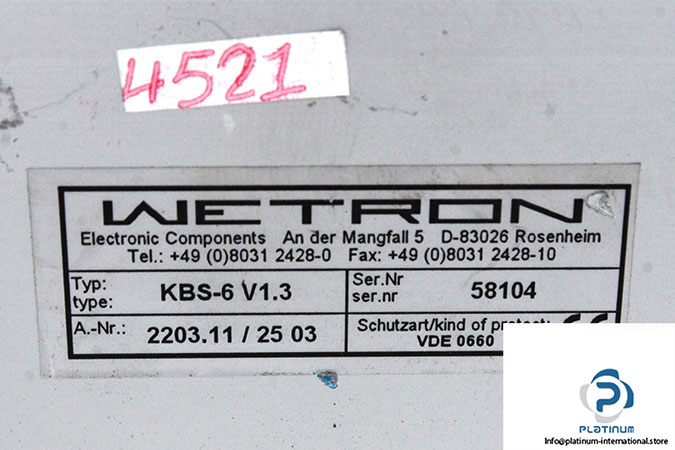 4521
WETRON
Electronic Components An der Mangfall 5 D-83026 Rosenheim
Tel.: +49 (0)8031 2428-0 Fax: +49 (0)8031 2428-10
Typ: Ser.Nr
type: KBS-6 V1.3 ser.nr 58104
A.-Nr.: 2203.11 / 25 03 Schutzart/kind of protect: CE
VDE 0660
PLATINUM
Info@platinum-international.store